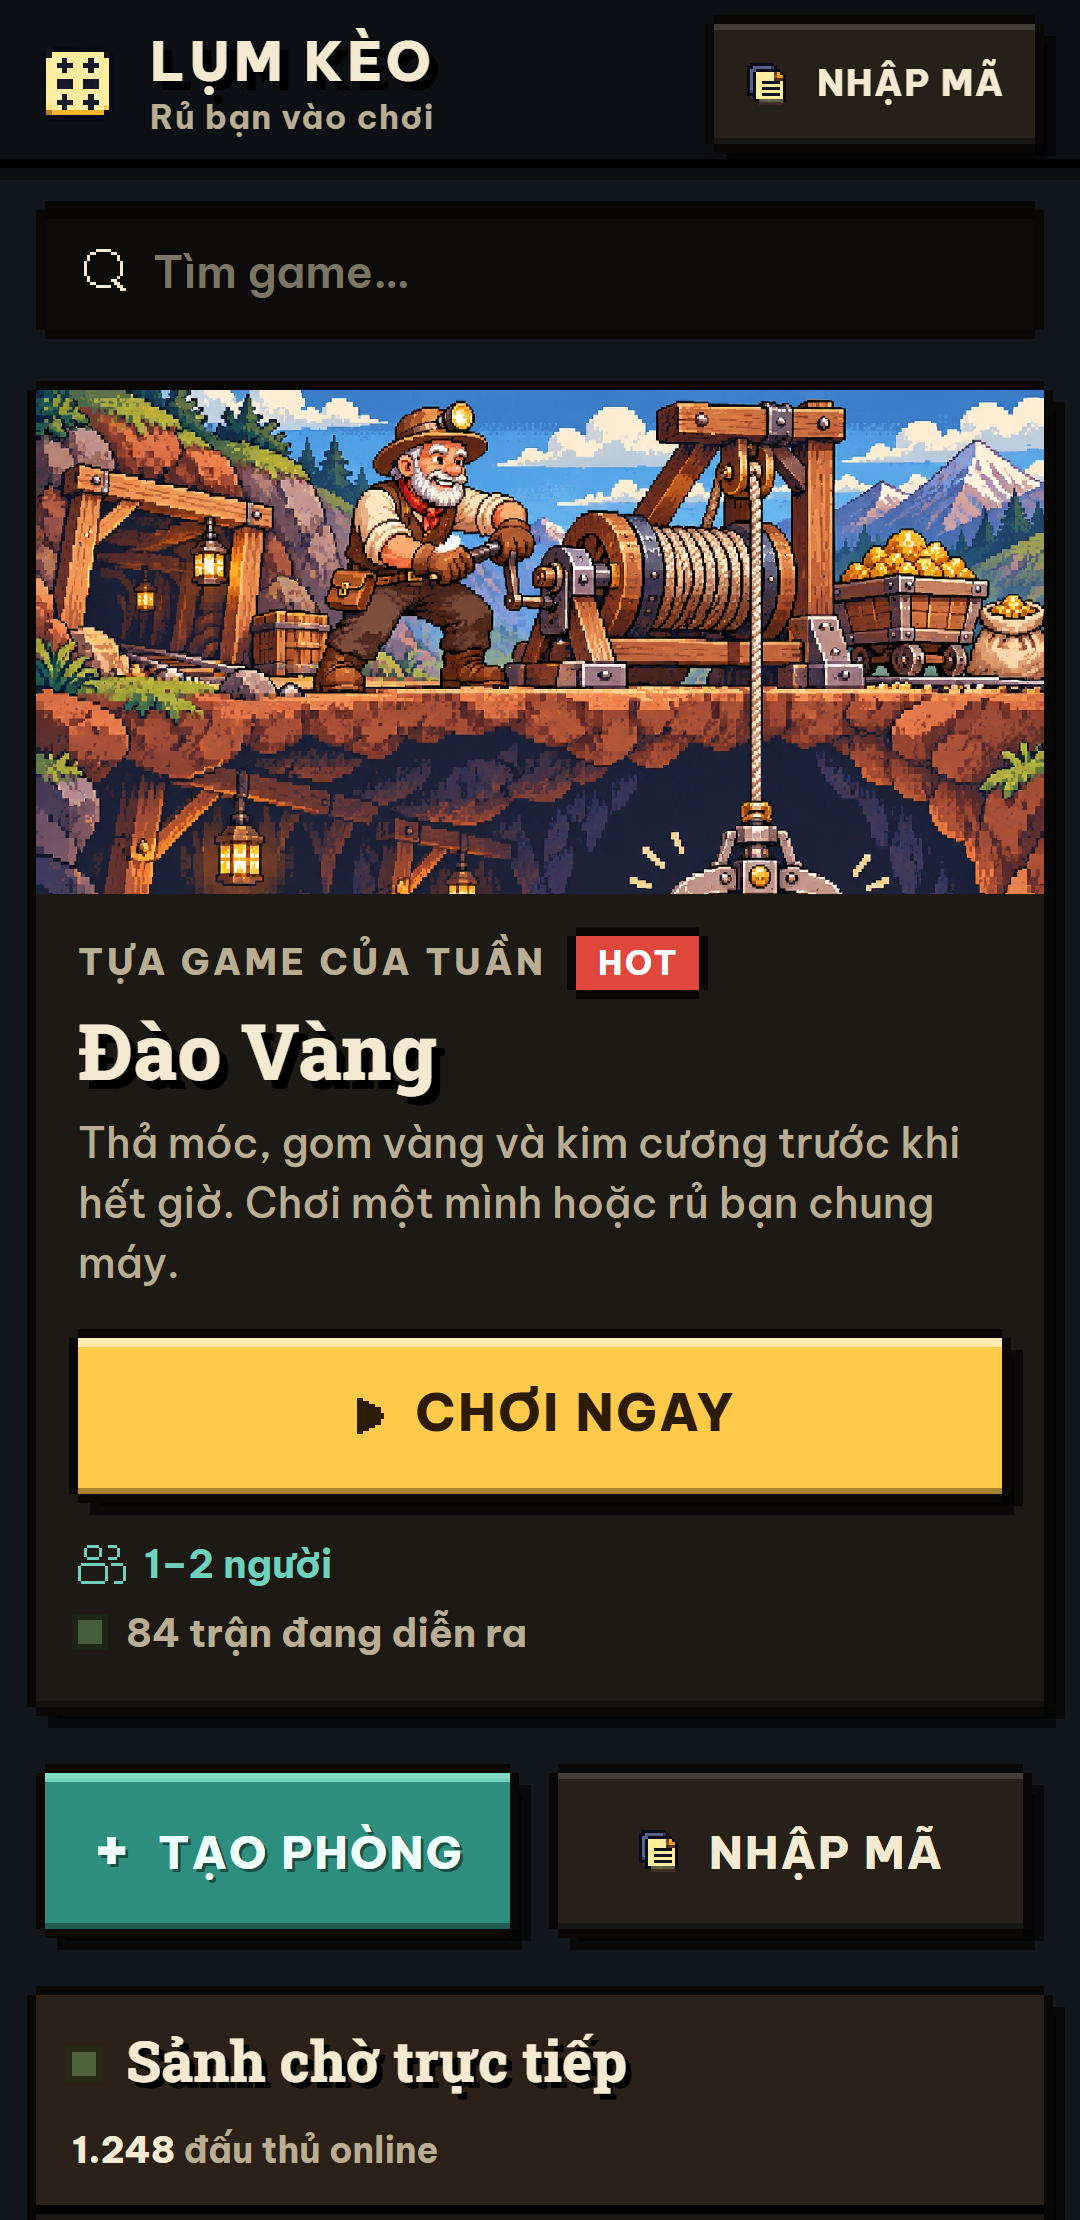 LỤM KÈO
Rủ bạn vào chơi
NHẬP MÃ
Tìm game...
TỰA GAME CỦA TUẦN
HOT
Đào Vàng
Thả móc, gom vàng và kim cương trước khi
hết giờ. Chơi một mình hoặc rủ bạn chung
máy.
CHƠI NGAY
1–2 người
84 trận đang diễn ra
TẠO PHÒNG
NHẬP MÃ
Sảnh chờ trực tiếp
1.248 đấu thủ online